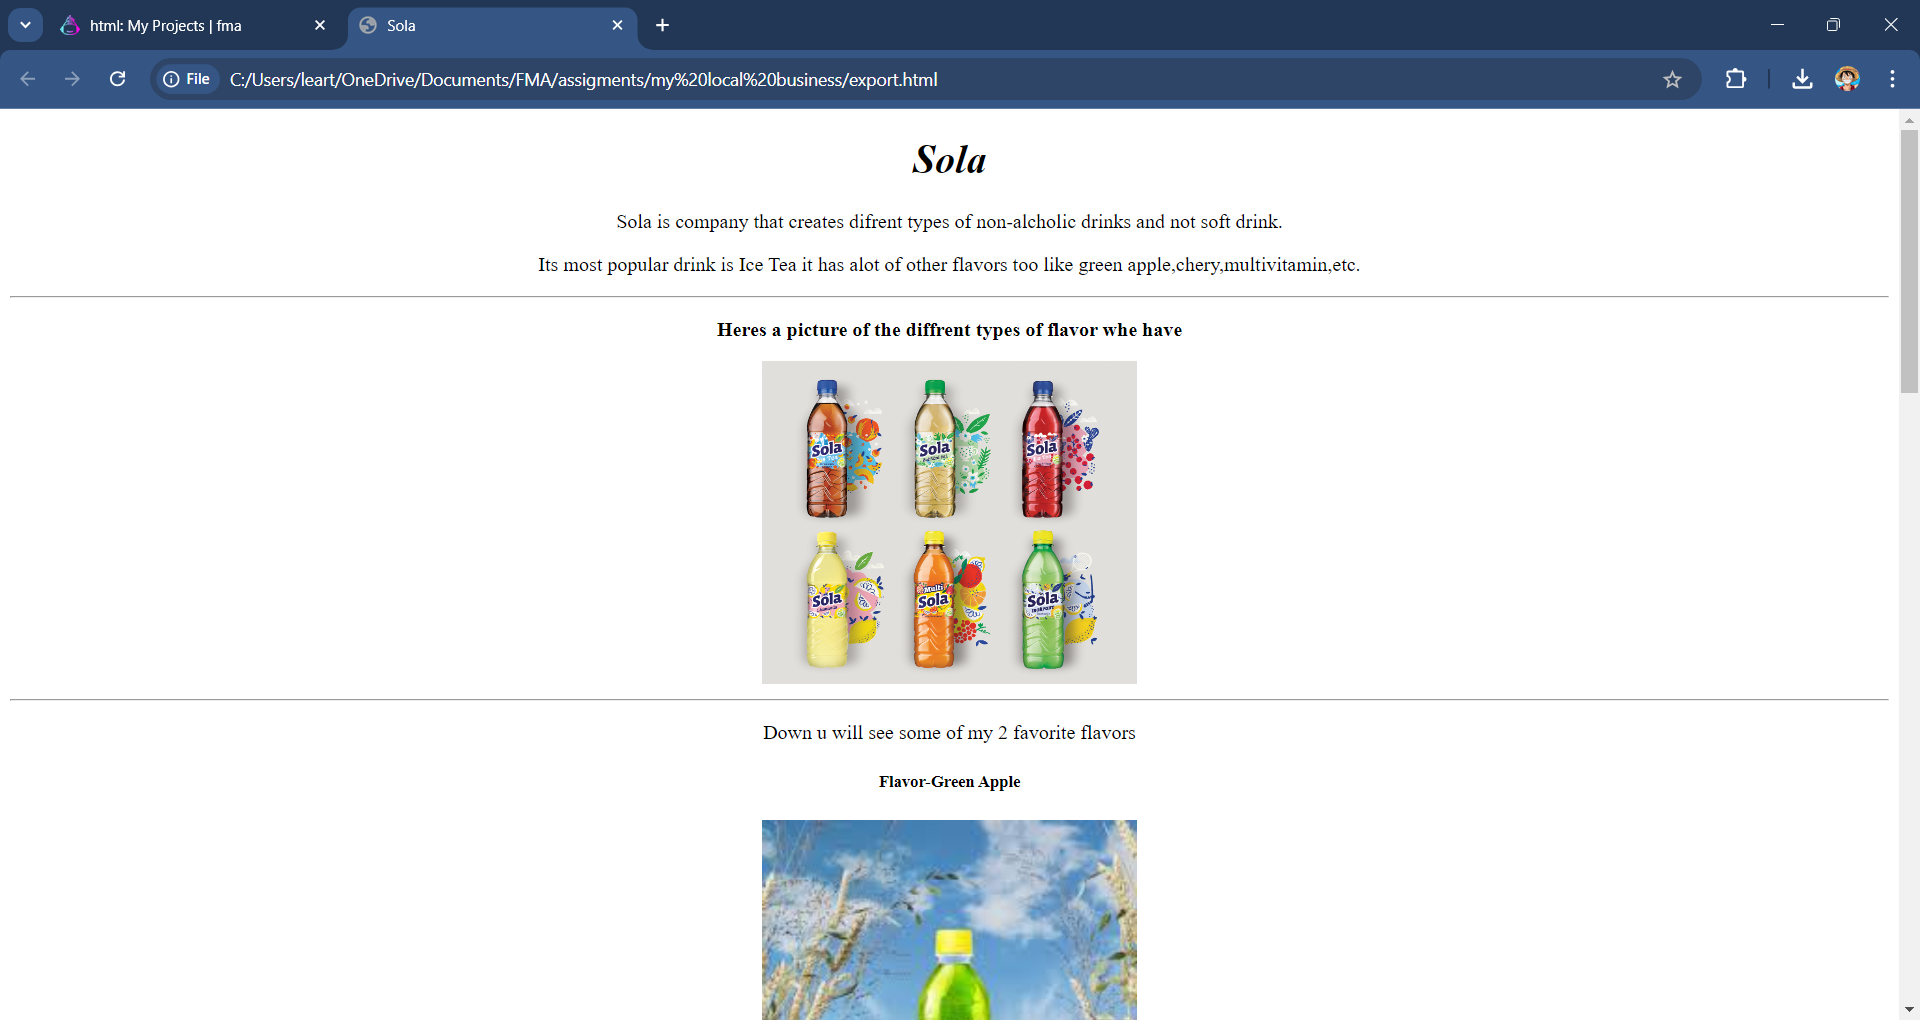 html: My Projects | fma
Sola
File
C:/Users/leart/OneDrive/Documents/FMA/assigments/my%20local%20business/export.html
Sola
Sola is company that creates difrent types of non-alcholic drinks and not soft drink.
Its most popular drink is Ice Tea it has alot of other flavors too like green apple,chery,multivitamin,etc.
Heres a picture of the diffrent types of flavor whe have
Sola
Sola
Sola
Sola
Multi
Sola
Sola
Down u will see some of my 2 favorite flavors
Flavor-Green Apple